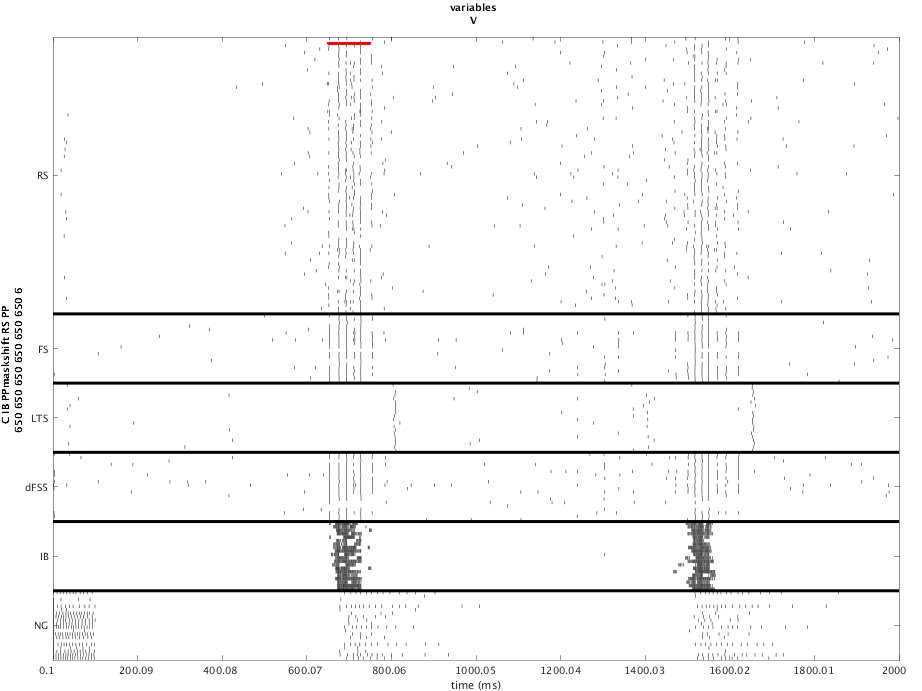 variables
V
C IB PPmaskshift RS PP
650 650 650 650 650 650 6
RS
FS
LTS
dFS5
IB
NG
0.1 200.09 400.08 600.07 800.06 1000.05 1200.04 1400.03 1600.02 1800.01 2000
time (ms)